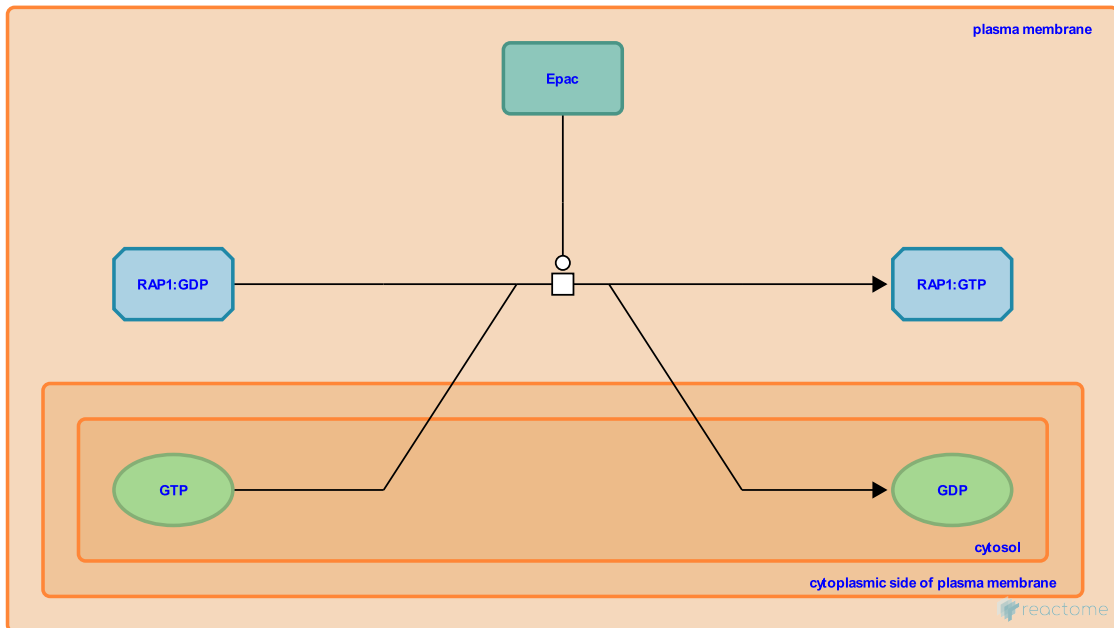 plasma membrane
Epac
RAP1:GDP
RAP1:GTP
GTP
GDP
cytosol
cytoplasmic side of plasma membrane
reactome